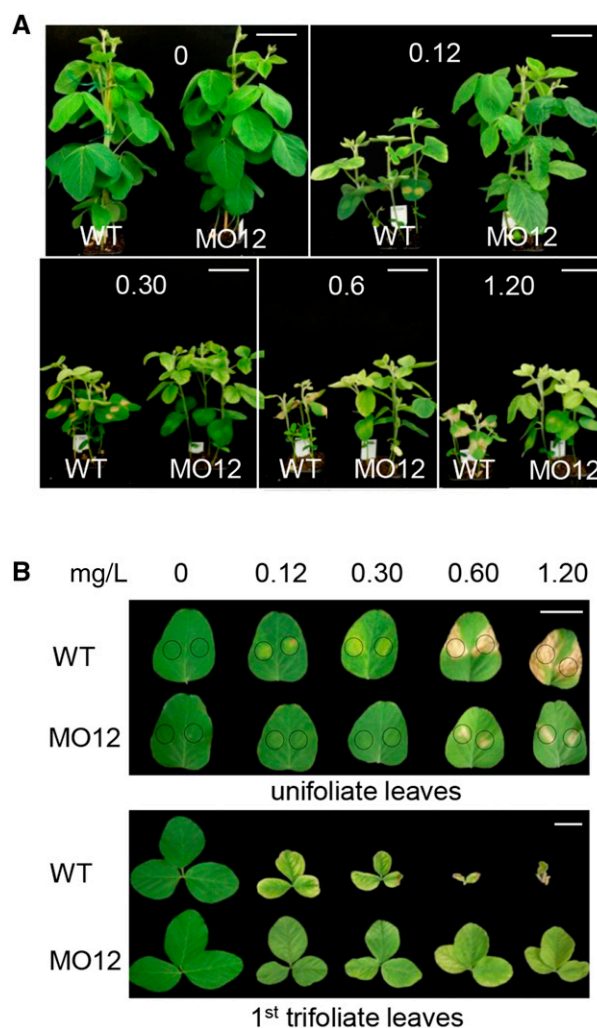 A
0
0.12
WT
MO12
WT
MO12
0.30
0.6
1.20
WT
MO12
WT
MO12
WT
MO12
B
mg/L 0 0.12 0.30 0.60 1.20
WT
MO12
unifoliate leaves
WT
MO12
1st trifoliate leaves